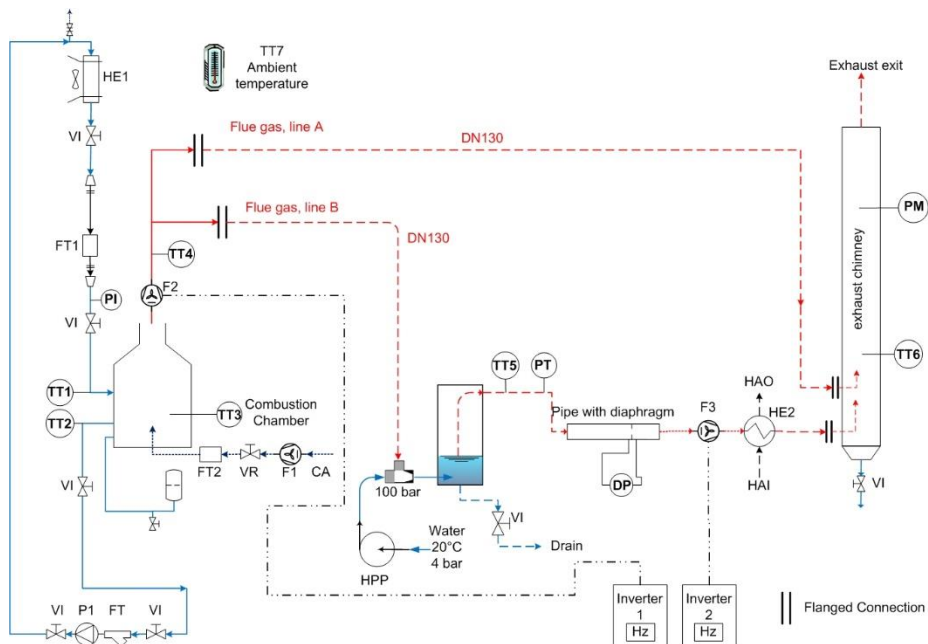 TT7
Ambient
temperature
HE1
VI
Flue gas, line A
DN130
Exhaust exit
Flue gas, line B
DN130
TT4
F2
FT1
PI
VI
PM
exhaust chimney
TT6
TT1
TT2
TT3
Combustion
Chamber
TT5
PT
Pipe with diaphragm
F3
HAO
HE2
HAI
DP
FT2
VR
F1
CA
VI
100 bar
VI
VI
Water
20°C
4 bar
HPP
Drain
Inverter
1
Hz
Inverter
2
Hz
Flanged Connection
VI
P1
FT
VI